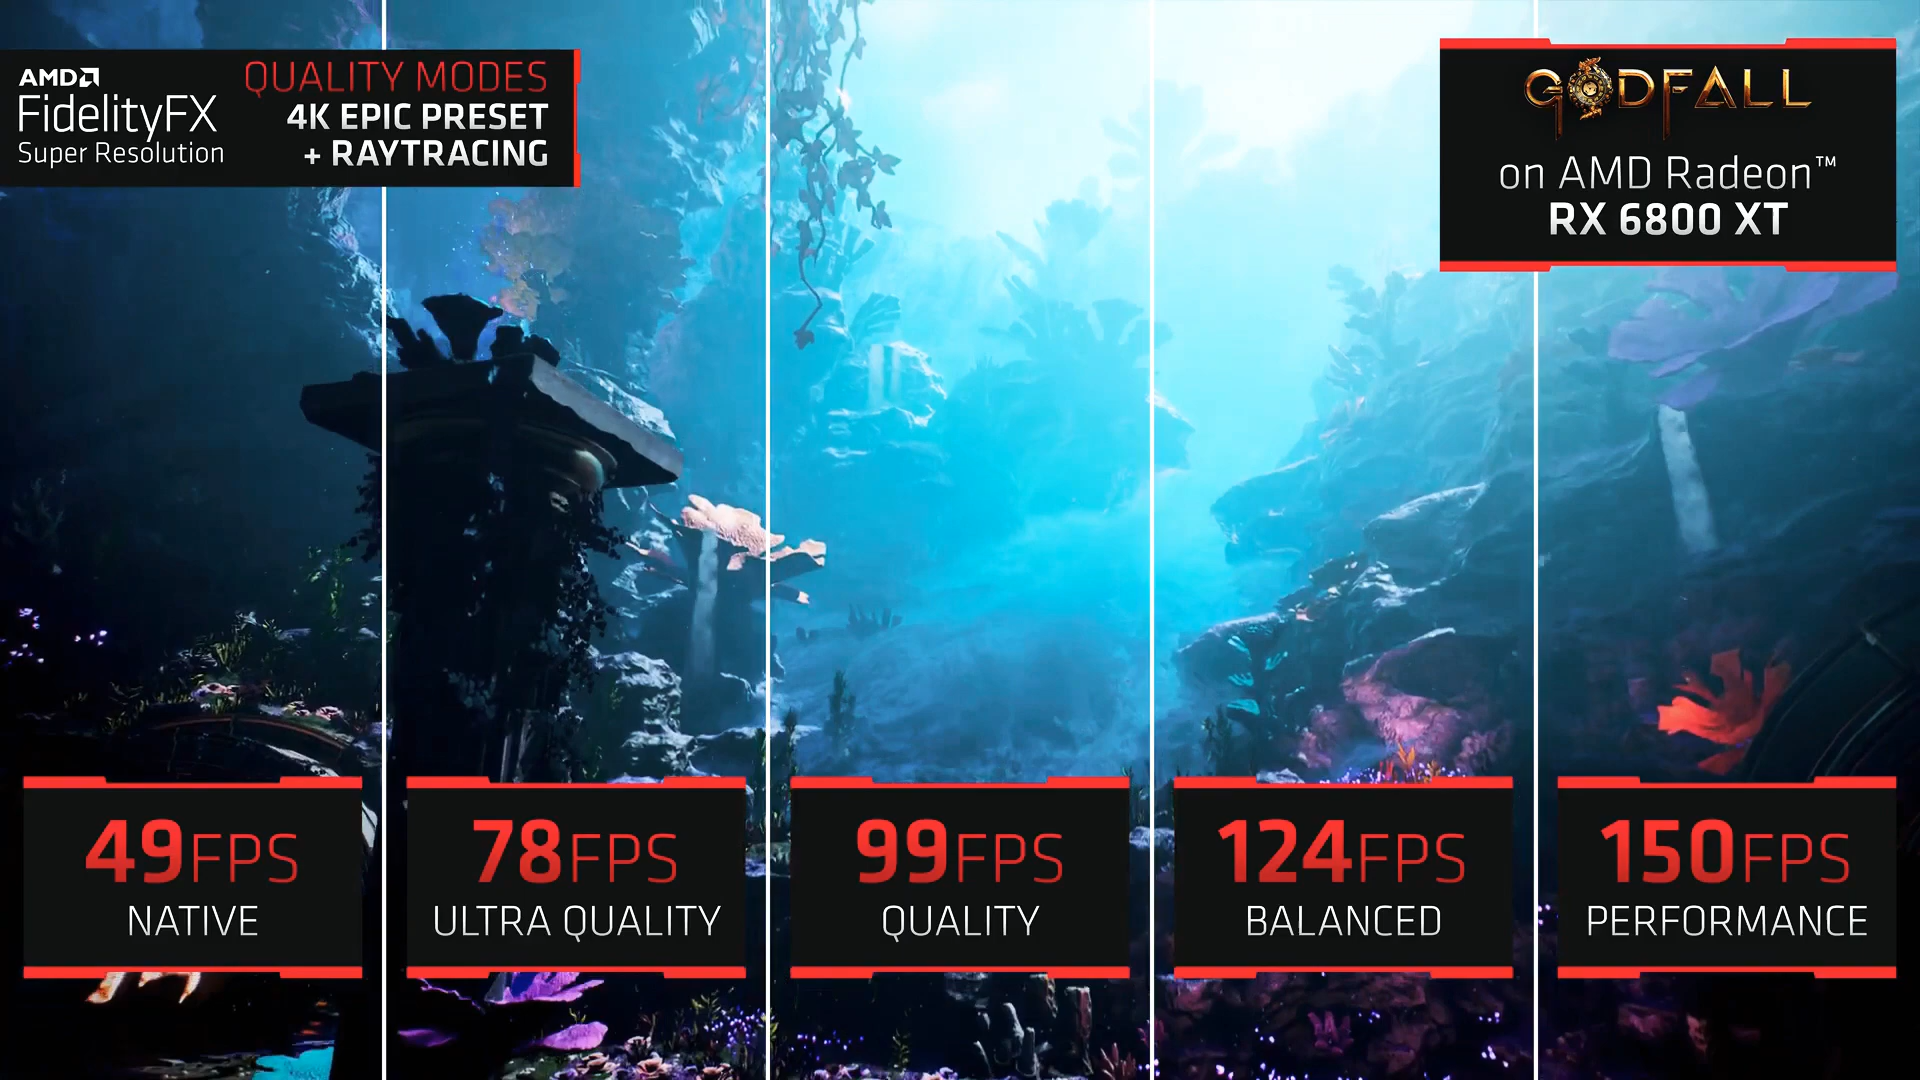 AMD
FidelityFX
Super Resolution
QUALITY MODES
4K EPIC PRESET
+ RAYTRACING
GODFALL
on AMD Radeon™
RX 6800 XT
49FPS
NATIVE
78FPS
ULTRA QUALITY
99FPS
QUALITY
124FPS
BALANCED
150FPS
PERFORMANCE